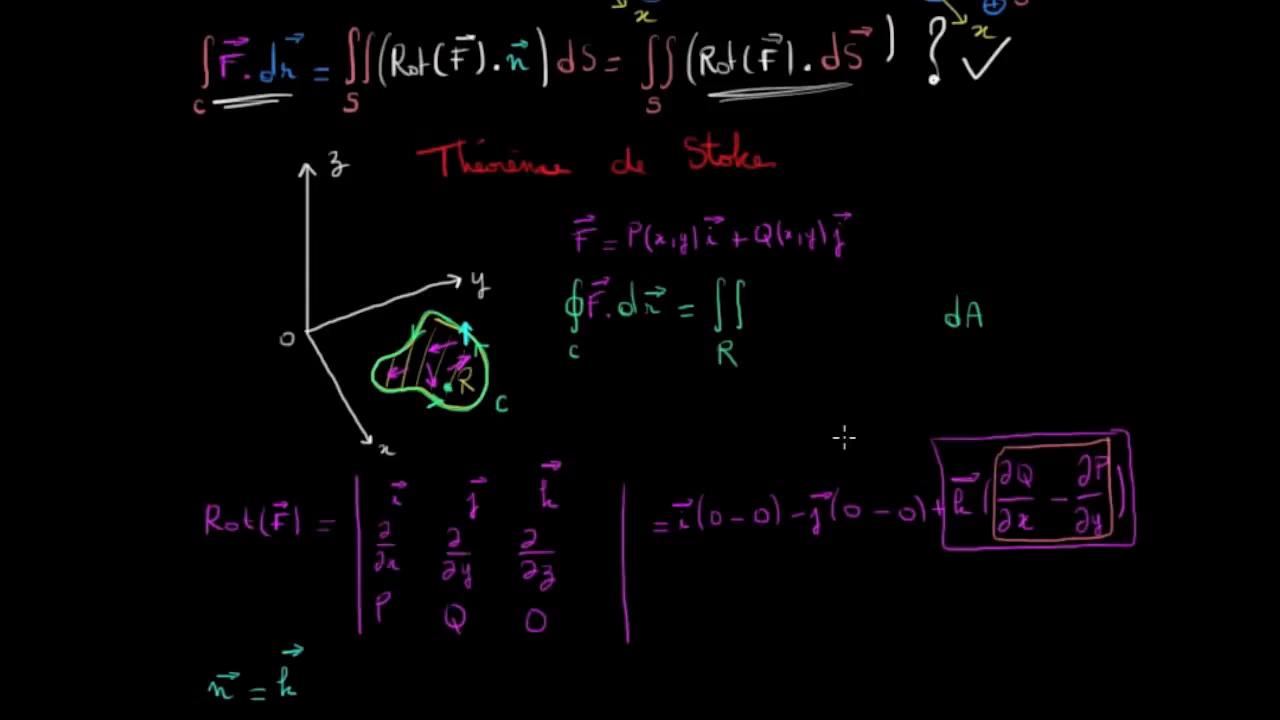 x ⊕ ⊕ x
∫_C F⃗ . dr⃗ = ∬_S (Rot(F⃗) . n⃗) dS = ∬_S (Rot(F⃗) . dS⃗) ? ✓
Théorème de Stoke
z
F⃗ = P(x,y) i⃗ + Q(x,y) j⃗
y
∮_C F⃗ . dr⃗ = ∬_R dA
O
R
C
x
Rot(F⃗) = | i⃗ j⃗ k⃗ | = i⃗(0 - 0) - j⃗(0 - 0) + k⃗(∂Q/∂x - ∂P/∂y)
∂/∂x ∂/∂y ∂/∂z
P Q 0
n⃗ = k⃗